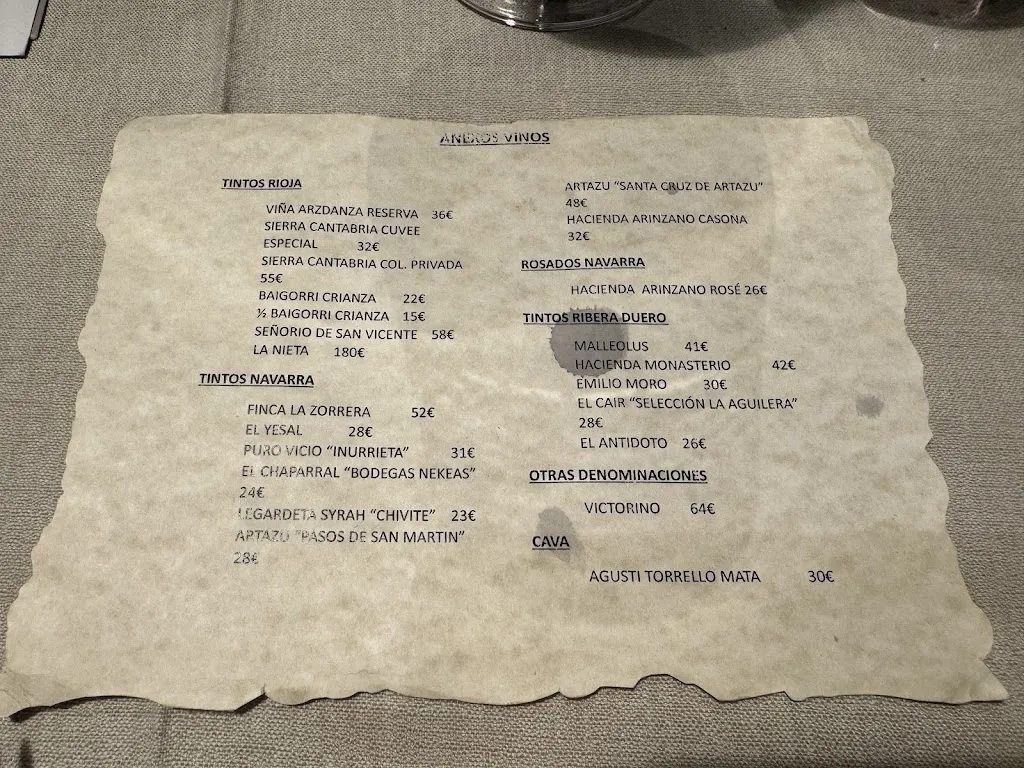 ANEXOS VINOS
TINTOS RIOJA
VIÑA ARZDANZA RESERVA 36€
SIERRA CANTABRIA CUVEE
ESPECIAL 32€
SIERRA CANTABRIA COL. PRIVADA
55€
BAIGORRI CRIANZA 22€
½ BAIGORRI CRIANZA 15€
SEÑORIO DE SAN VICENTE 58€
LA NIETA 180€
TINTOS NAVARRA
FINCA LA ZORRERA 52€
EL YESAL 28€
PURO VICIO “INURRIETA” 31€
EL CHAPARRAL “BODEGAS NEKEAS”
24€
LEGARDETA SYRAH “CHIVITE” 23€
ARTAZU “PASOS DE SAN MARTIN”
28€
ARTAZU “SANTA CRUZ DE ARTAZU”
48€
HACIENDA ARINZANO CASONA
32€
ROSADOS NAVARRA
HACIENDA ARINZANO ROSÉ 26€
TINTOS RIBERA DUERO
MALLEOLUS 41€
HACIENDA MONASTERIO 42€
EMILIO MORO 30€
EL CAIR “SELECCIÓN LA AGUILERA”
28€
EL ANTIDOTO 26€
OTRAS DENOMINACIONES
VICTORINO 64€
CAVA
AGUSTI TORRELLO MATA 30€